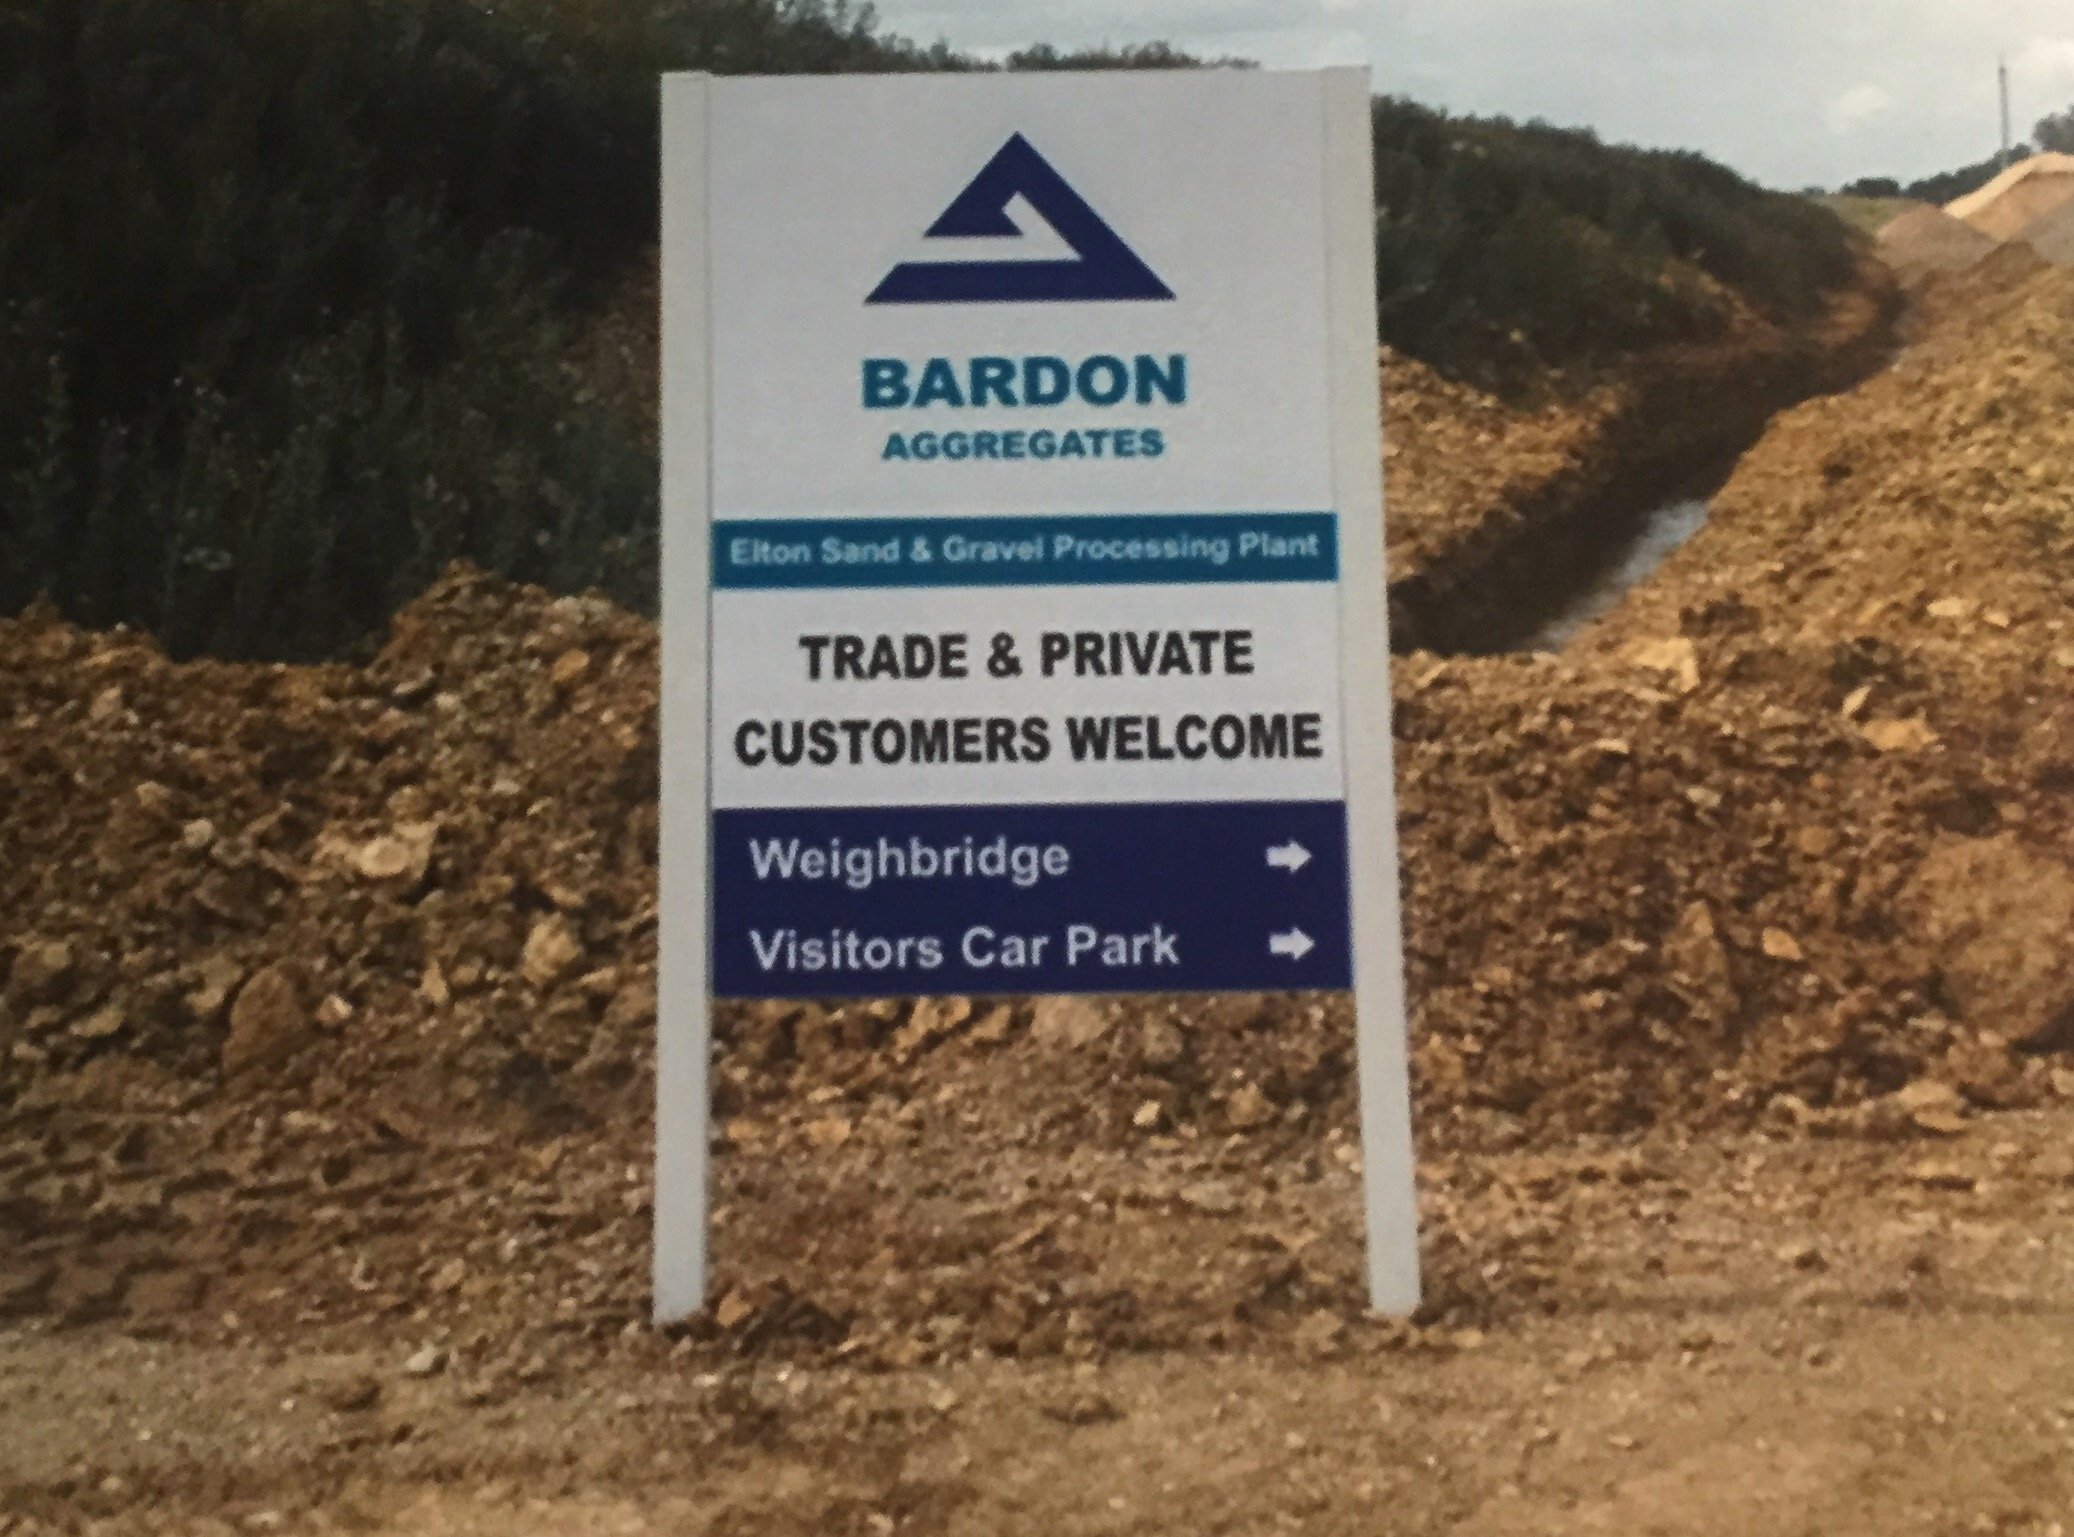 BARDON
AGGREGATES
Elton Sand & Gravel Processing Plant
TRADE & PRIVATE
CUSTOMERS WELCOME
Weighbridge
Visitors Car Park